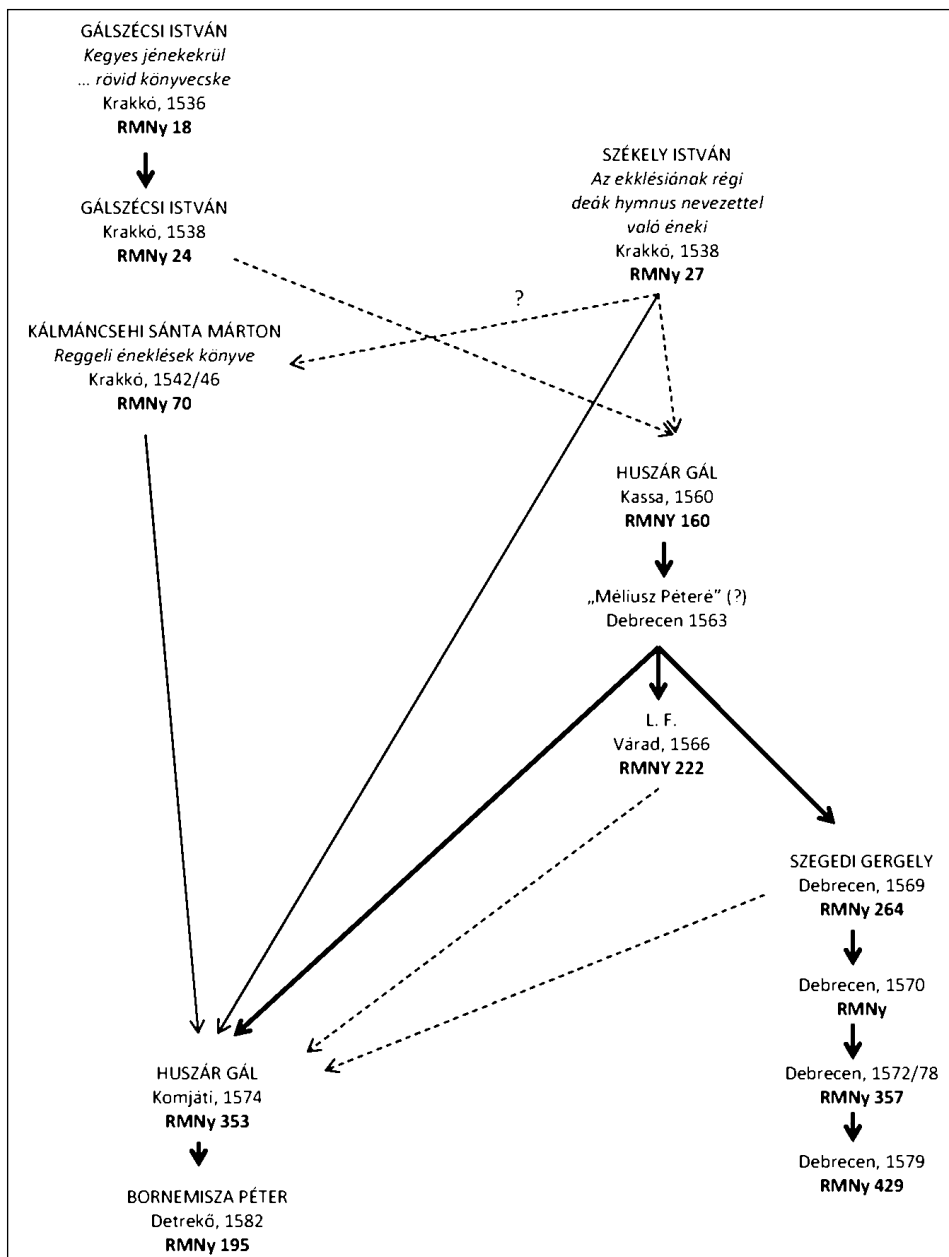 GÁLSZÉCSI ISTVÁN
Kegyes jénekekrül
... rövid könyvecske
Krakkó, 1536
RMNy 18
GÁLSZÉCSI ISTVÁN
Krakkó, 1538
RMNy 24
SZÉKELY ISTVÁN
Az ekklésiának régi
deák hymnus nevezettel
való éneki
Krakkó, 1538
RMNy 27
?
KÁLMÁNCSEHI SÁNTA MÁRTON
Reggeli éneklések könyve
Krakkó, 1542/46
RMNy 70
HUSZÁR GÁL
Kassa, 1560
RMNY 160
„Méliusz Péteré” (?)
Debrecen 1563
L. F.
Várad, 1566
RMNY 222
SZEGEDI GERGELY
Debrecen, 1569
RMNy 264
Debrecen, 1570
RMNy
Debrecen, 1572/78
RMNy 357
Debrecen, 1579
RMNy 429
HUSZÁR GÁL
Komjáti, 1574
RMNy 353
BORNEMISZA PÉTER
Detrekő, 1582
RMNy 195